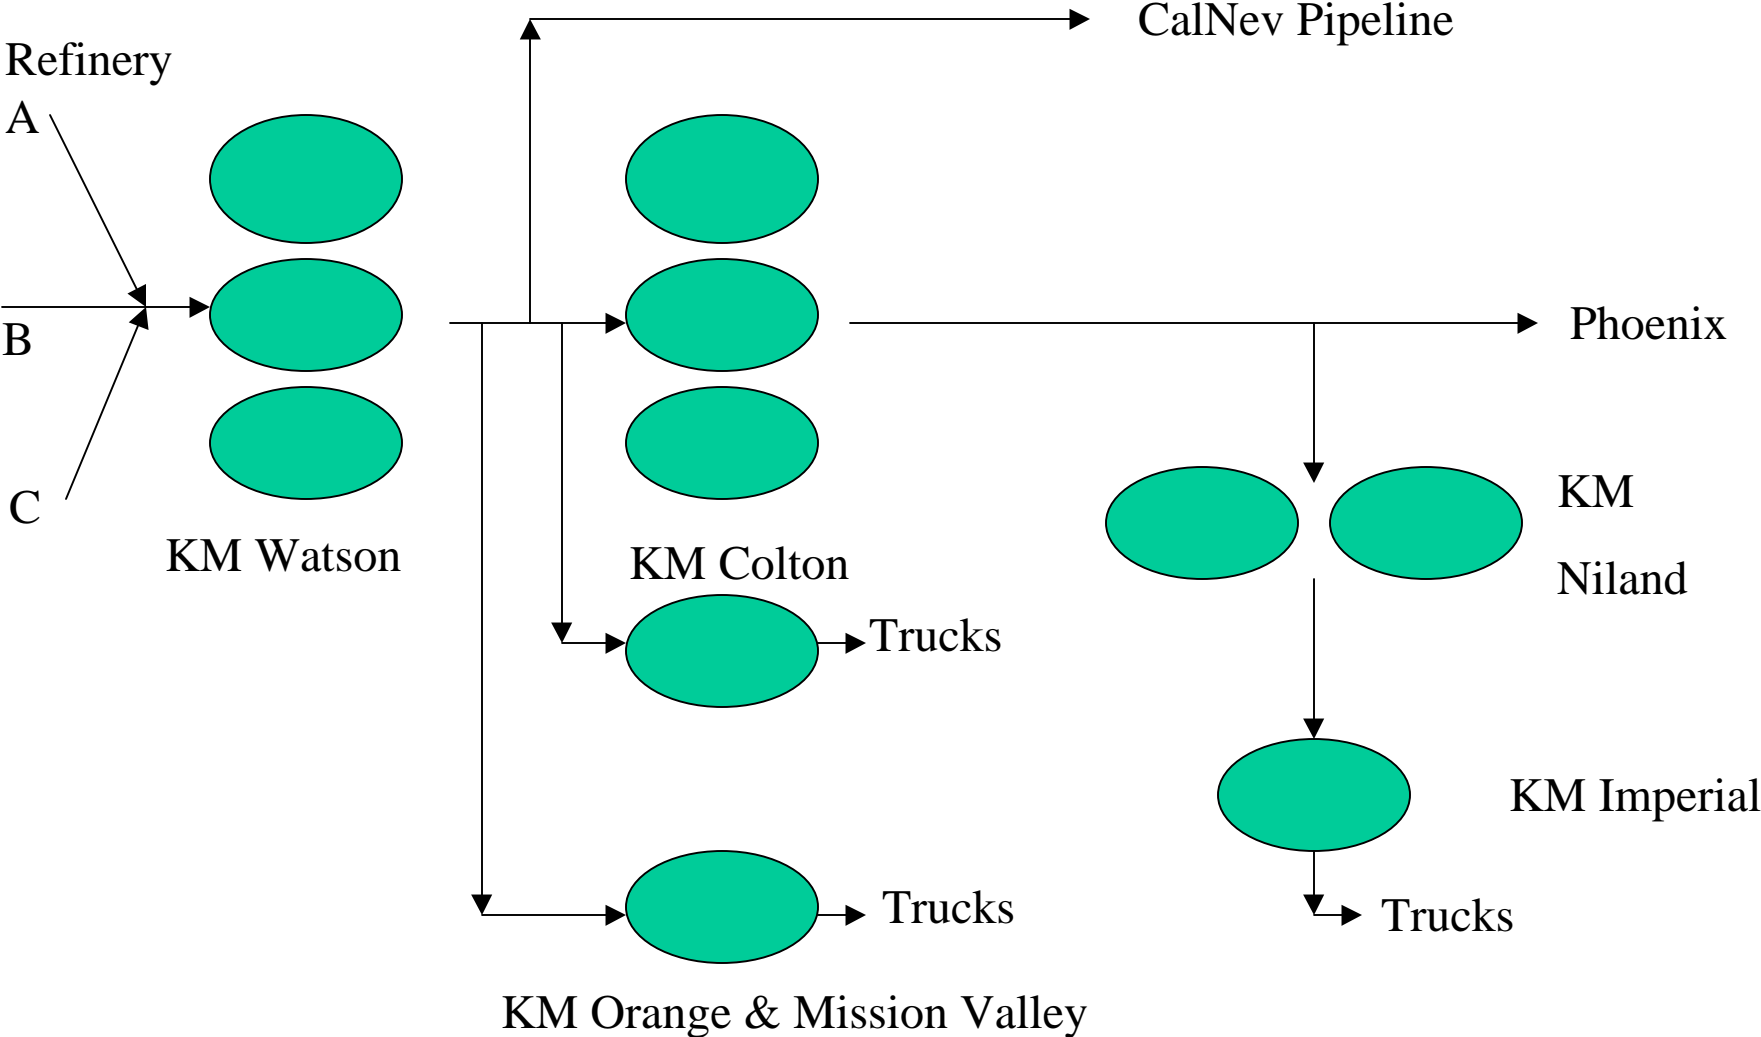 CalNev Pipeline
Refinery
A
B
C
Phoenix
KM
Niland
KM Watson
KM Colton
Trucks
KM Imperial
Trucks
Trucks
KM Orange & Mission Valley